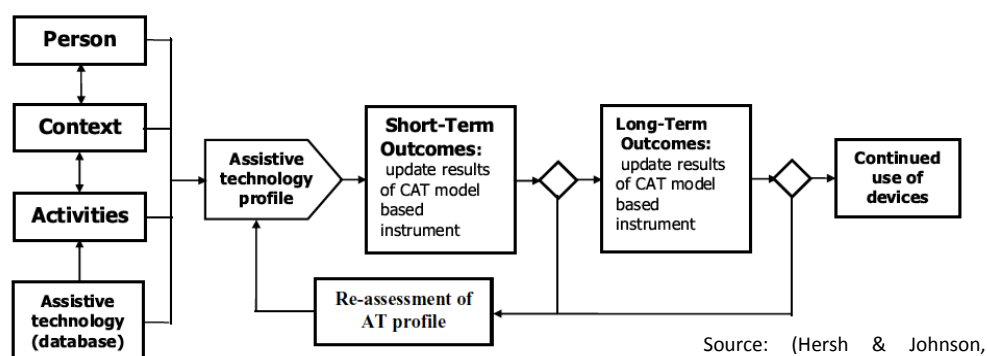 Person
Context
Activities
Assistive
technology
(database)
Assistive
technology
profile
Short-Term
Outcomes:
update results
of CAT model
based
instrument
Long-Term
Outcomes:
update results
of CAT model
based
instrument
Continued
use of
devices
Re-assessment of
AT profile
Source: (Hersh & Johnson,